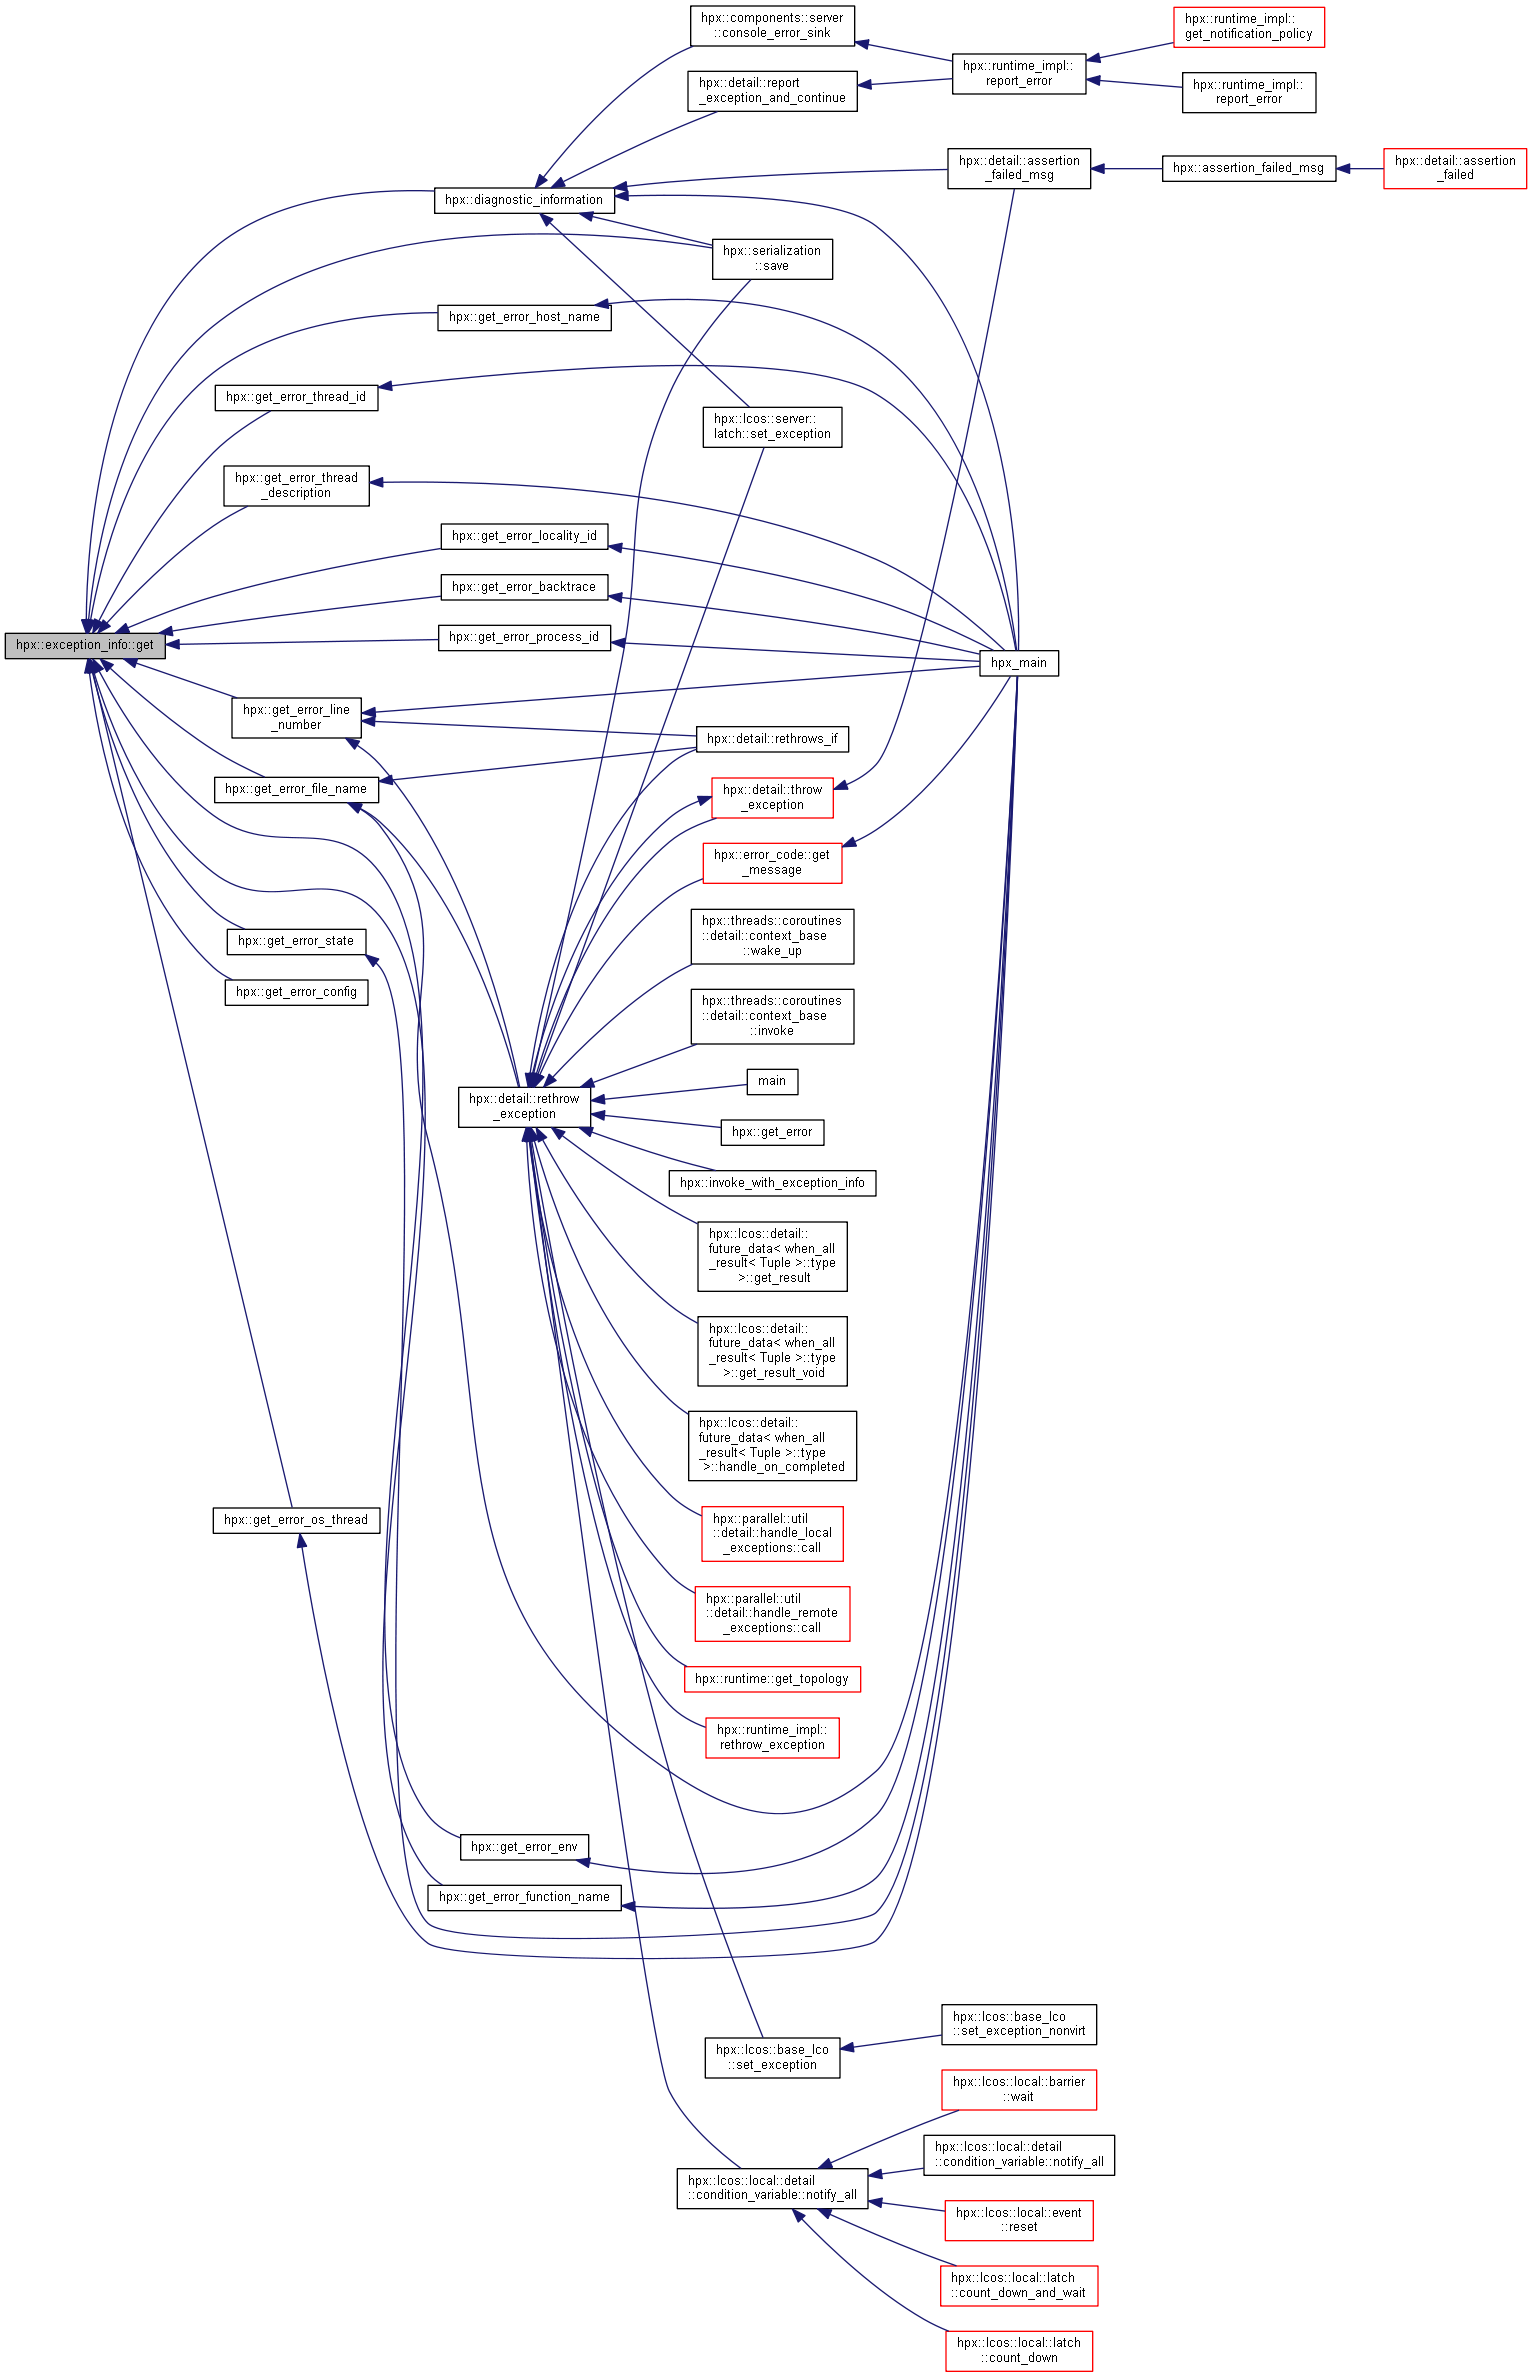 hpx::components::server
::console_error_sink
hpx::runtime_impl::
get_notification_policy
hpx::runtime_impl::
report_error
hpx::detail::report
_exception_and_continue
hpx::runtime_impl::
report_error
hpx::detail::assertion
_failed_msg
hpx::assertion_failed_msg
hpx::detail::assertion
_failed
hpx::diagnostic_information
hpx::serialization
::save
hpx::get_error_host_name
hpx::get_error_thread_id
hpx::lcos::server::
latch::set_exception
hpx::get_error_thread
_description
hpx::get_error_locality_id
hpx::get_error_backtrace
hpx::exception_info::get
hpx::get_error_process_id
hpx_main
hpx::get_error_line
_number
hpx::detail::rethrows_if
hpx::get_error_file_name
hpx::detail::throw
_exception
hpx::error_code::get
_message
hpx::threads::coroutines
::detail::context_base
::wake_up
hpx::get_error_state
hpx::get_error_config
hpx::threads::coroutines
::detail::context_base
::invoke
main
hpx::detail::rethrow
_exception
hpx::get_error
hpx::invoke_with_exception_info
hpx::lcos::detail::
future_data< when_all
_result< Tuple >::type
>::get_result
hpx::lcos::detail::
future_data< when_all
_result< Tuple >::type
>::get_result_void
hpx::lcos::detail::
future_data< when_all
_result< Tuple >::type
>::handle_on_completed
hpx::get_error_os_thread
hpx::parallel::util
::detail::handle_local
_exceptions::call
hpx::parallel::util
::detail::handle_remote
_exceptions::call
hpx::runtime::get_topology
hpx::runtime_impl::
rethrow_exception
hpx::get_error_env
hpx::get_error_function_name
hpx::lcos::base_lco
::set_exception_nonvirt
hpx::lcos::base_lco
::set_exception
hpx::lcos::local::barrier
::wait
hpx::lcos::local::detail
::condition_variable::notify_all
hpx::lcos::local::detail
::condition_variable::notify_all
hpx::lcos::local::event
::reset
hpx::lcos::local::latch
::count_down_and_wait
hpx::lcos::local::latch
::count_down